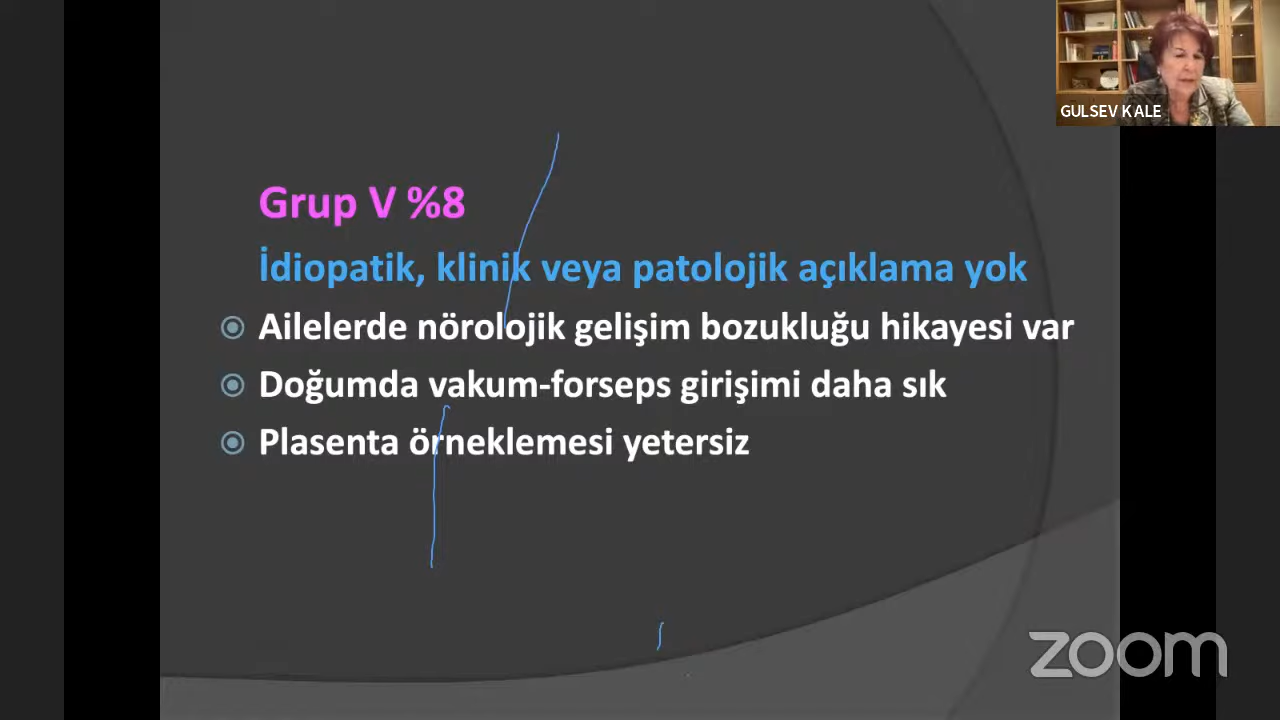 GULSEV KALE
Grup V %8
İdiopatik, klinik veya patolojik açıklama yok
Ailelerde nörolojik gelişim bozukluğu hikayesi var
Doğumda vakum-forseps girişimi daha sık
Plasenta örneklemesi yetersiz
zoom